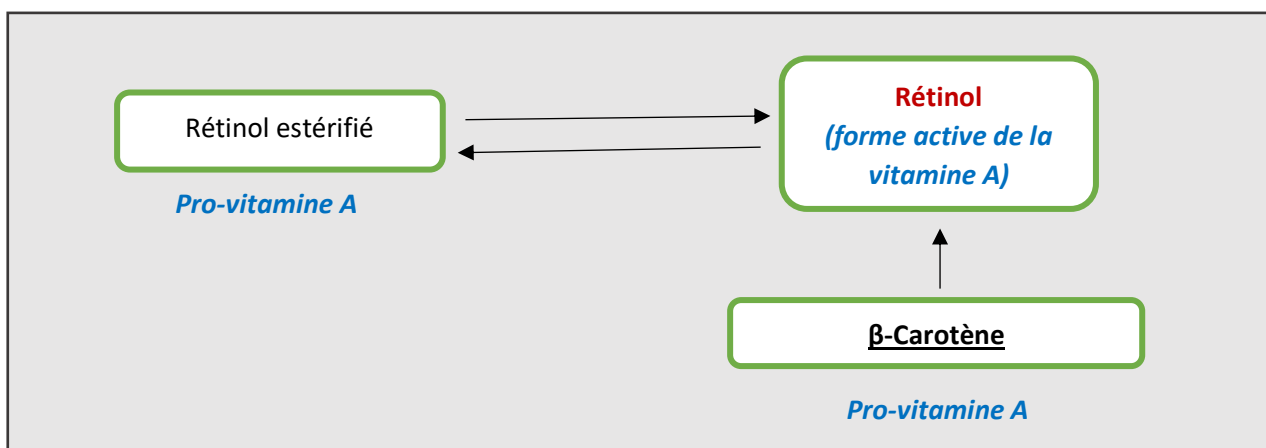 Rétinol estérifié
Pro-vitamine A
Rétinol
(forme active de la
vitamine A)
β-Carotène
Pro-vitamine A